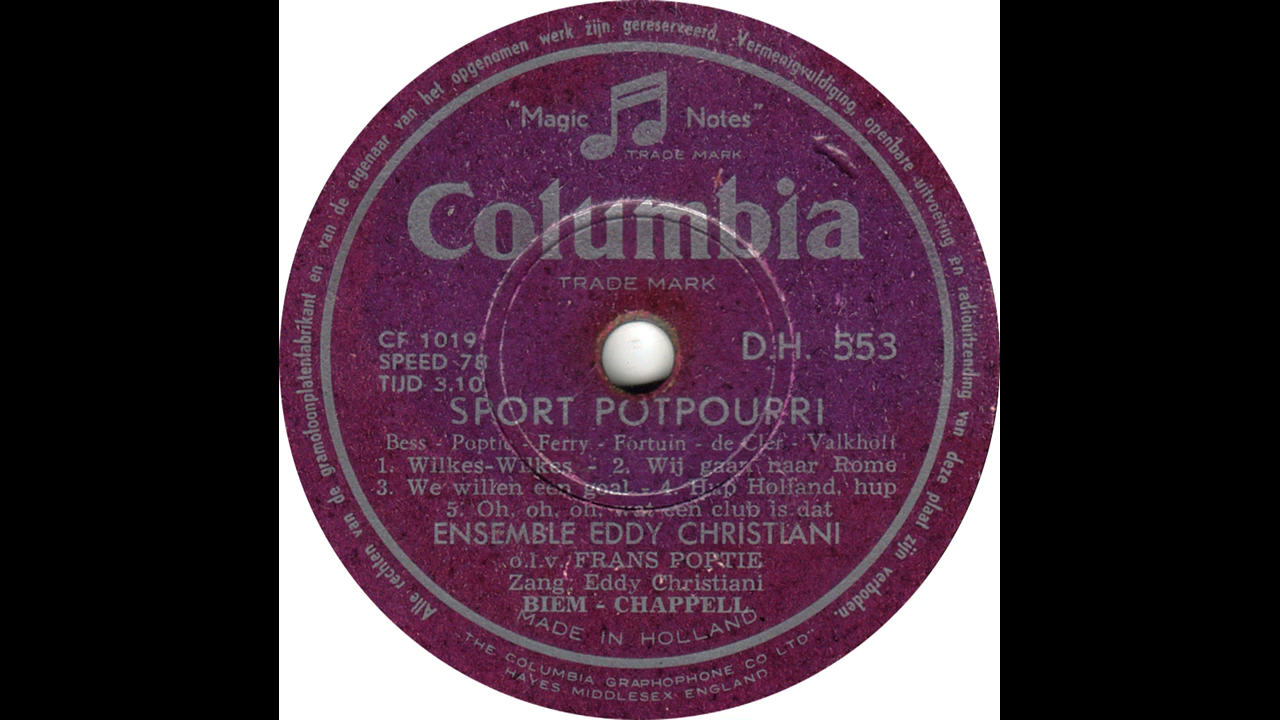 Alle rechten van de gramofoonplatenfabrikant en van de eigenaar van het opgenomen werk zijn gereserveerd. Vermenigvuldiging, openbare uitvoering en radiouitzending van deze plaat zijn verboden.
"Magic Notes"
TRADE MARK
Columbia
TRADE MARK
CF 1019
SPEED 78
TIJD 3.10
D.H. 553
SPORT POTPOURRI
Bess - Poptie - Ferry - Fortuin - de Cler - Valkhoff
1. Wilkes-Wilkes - 2. Wij gaan naar Rome
3. We willen een goal - 4. Hup Holland, hup
5. Oh, oh, oh, wat een club is dat
ENSEMBLE EDDY CHRISTIANI
o.l.v. FRANS POPTIE
Zang: Eddy Christiani
BIEM - CHAPPELL
MADE IN HOLLAND
THE COLUMBIA GRAPHOPHONE CO LTD
HAYES MIDDLESEX ENGLAND